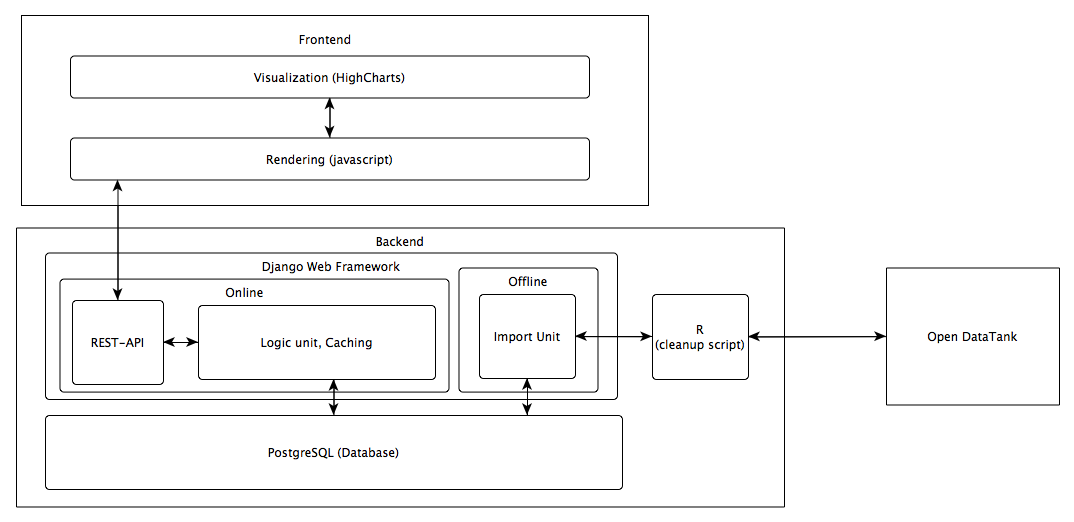 Frontend
Visualization (HighCharts)
Rendering (javascript)
Backend
Django Web Framework
Online
Offline
REST-API
Logic unit, Caching
Import Unit
R
(cleanup script)
Open DataTank
PostgreSQL (Database)